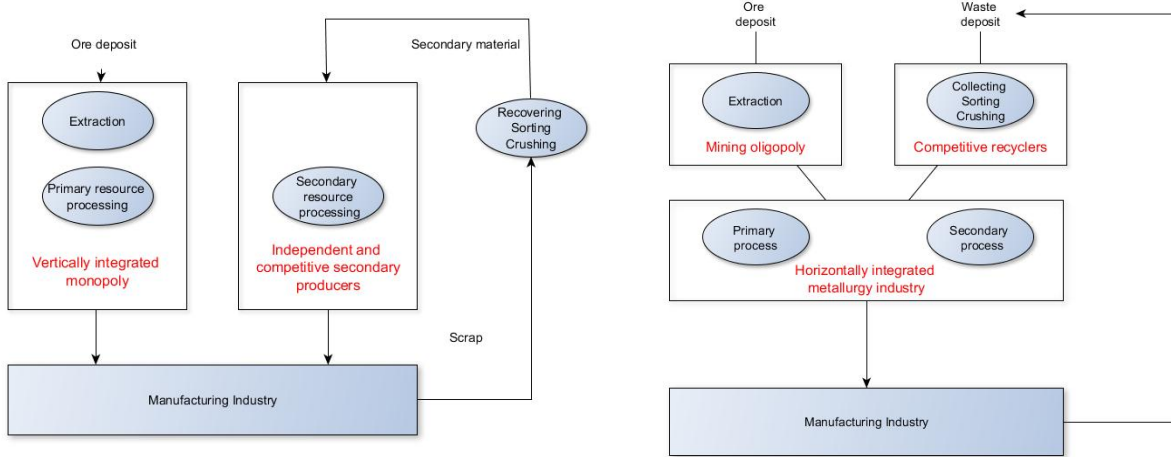 Ore deposit
Extraction
Primary resource
processing
Vertically integrated
monopoly
Secondary material
Secondary
resource
processing
Independent and
competitive secondary
producers
Recovering
Sorting
Crushing
Scrap
Manufacturing Industry
Ore
deposit
Waste
deposit
Extraction
Mining oligopoly
Collecting
Sorting
Crushing
Competitive recyclers
Primary
process
Secondary
process
Horizontally integrated
metallurgy industry
Manufacturing Industry